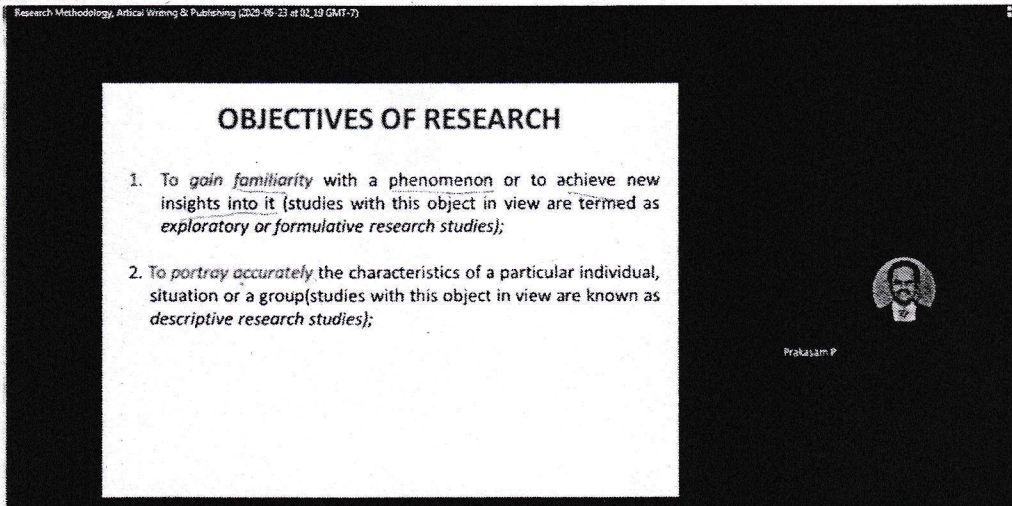 Research Methodology, Artical Writing & Publishing (2020-06-23 at 02_19 GMT-7)
OBJECTIVES OF RESEARCH
1. To gain familiarity with a phenomenon or to achieve new
insights into it (studies with this object in view are termed as
exploratory or formulative research studies);
2. To portray accurately the characteristics of a particular individual,
situation or a group(studies with this object in view are known as
descriptive research studies);
Prakasam P